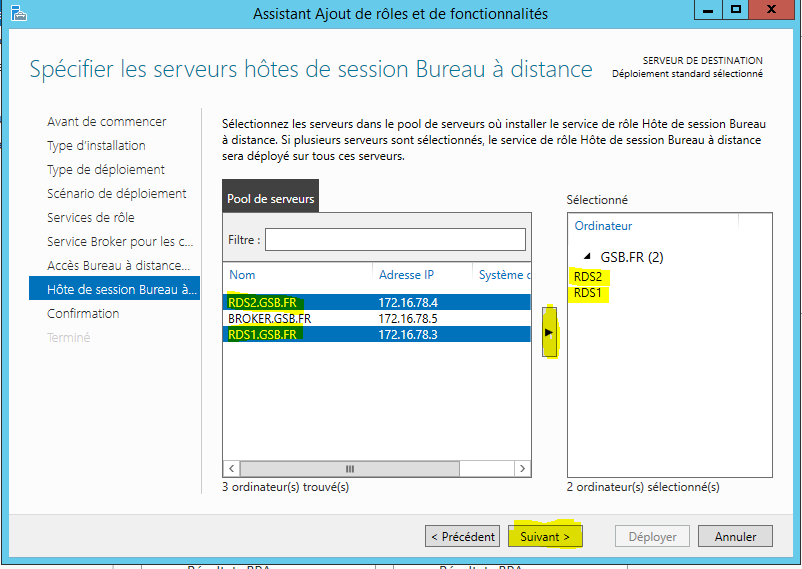 Assistant Ajout de rôles et de fonctionnalités
Spécifier les serveurs hôtes de session Bureau à distance
SERVEUR DE DESTINATION
Déploiement standard sélectionné
Avant de commencer
Type d'installation
Type de déploiement
Scénario de déploiement
Services de rôle
Service Broker pour les c...
Accès Bureau à distance...
Hôte de session Bureau à...
Confirmation
Terminé
Sélectionnez les serveurs dans le pool de serveurs où installer le service de rôle Hôte de session Bureau
à distance. Si plusieurs serveurs sont sélectionnés, le service de rôle Hôte de session Bureau à distance
sera déployé sur tous ces serveurs.
Pool de serveurs
Filtre :
Nom Adresse IP Système d
RDS2.GSB.FR 172.16.78.4
BROKER.GSB.FR 172.16.78.5
RDS1.GSB.FR 172.16.78.3
3 ordinateur(s) trouvé(s)
Sélectionné
Ordinateur
GSB.FR (2)
RDS2
RDS1
2 ordinateur(s) sélectionné(s)
< Précédent
Suivant >
Déployer
Annuler